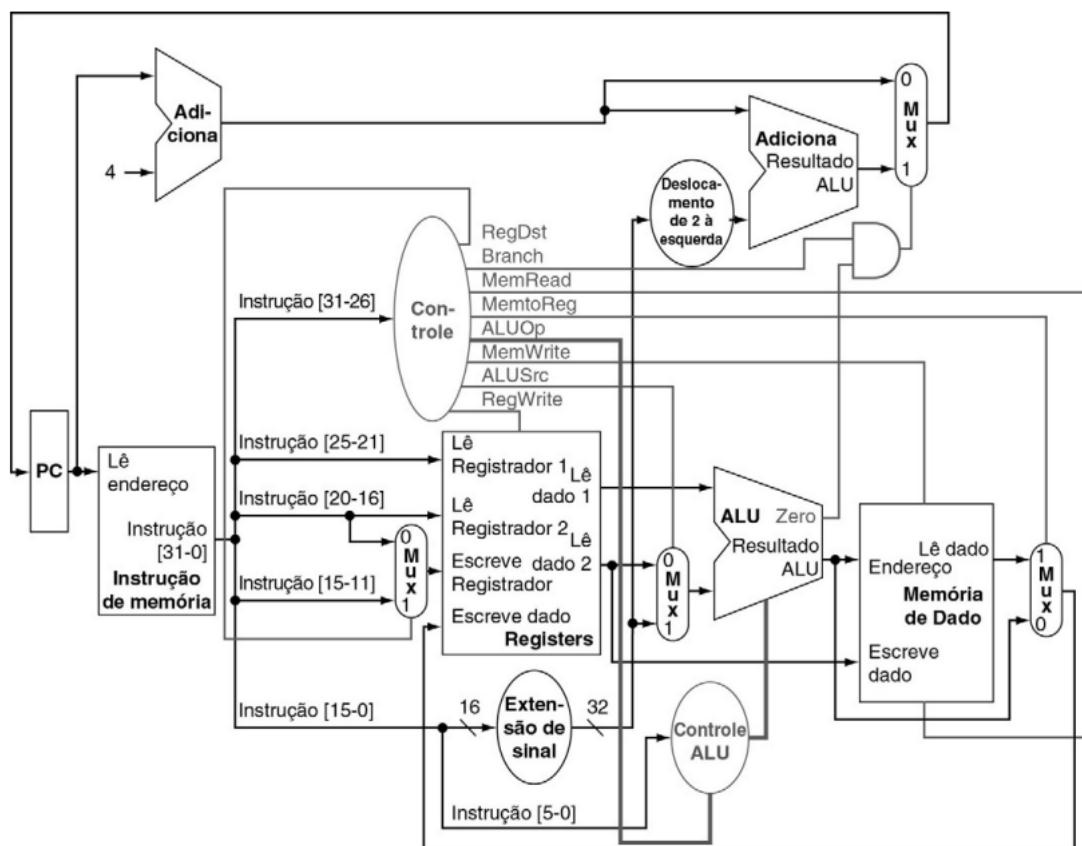 Adi-
ciona
4
0
Mux
1
Adiciona
Resultado
ALU
Desloca-
mento
de 2 à
esquerda
RegDst
Branch
MemRead
MemtoReg
ALUOp
MemWrite
ALUSrc
RegWrite
Con-
trole
Instrução [31-26]
Instrução [25-21]
Instrução [20-16]
Instrução [15-11]
Instrução [15-0]
Instrução [5-0]
PC
Lê
endereço
Instrução
[31-0]
Instrução
de memória
0
Mux
1
Lê
Registrador 1
Lê
dado 1
Lê
Registrador 2
Lê
dado 2
Escreve
Registrador
Escreve dado
Registers
0
Mux
1
ALU
Zero
Resultado
ALU
Lê dado
Endereço
Memória
de Dado
Escreve
dado
1
Mux
0
16
Exten-
são de
sinal
32
Controle
ALU